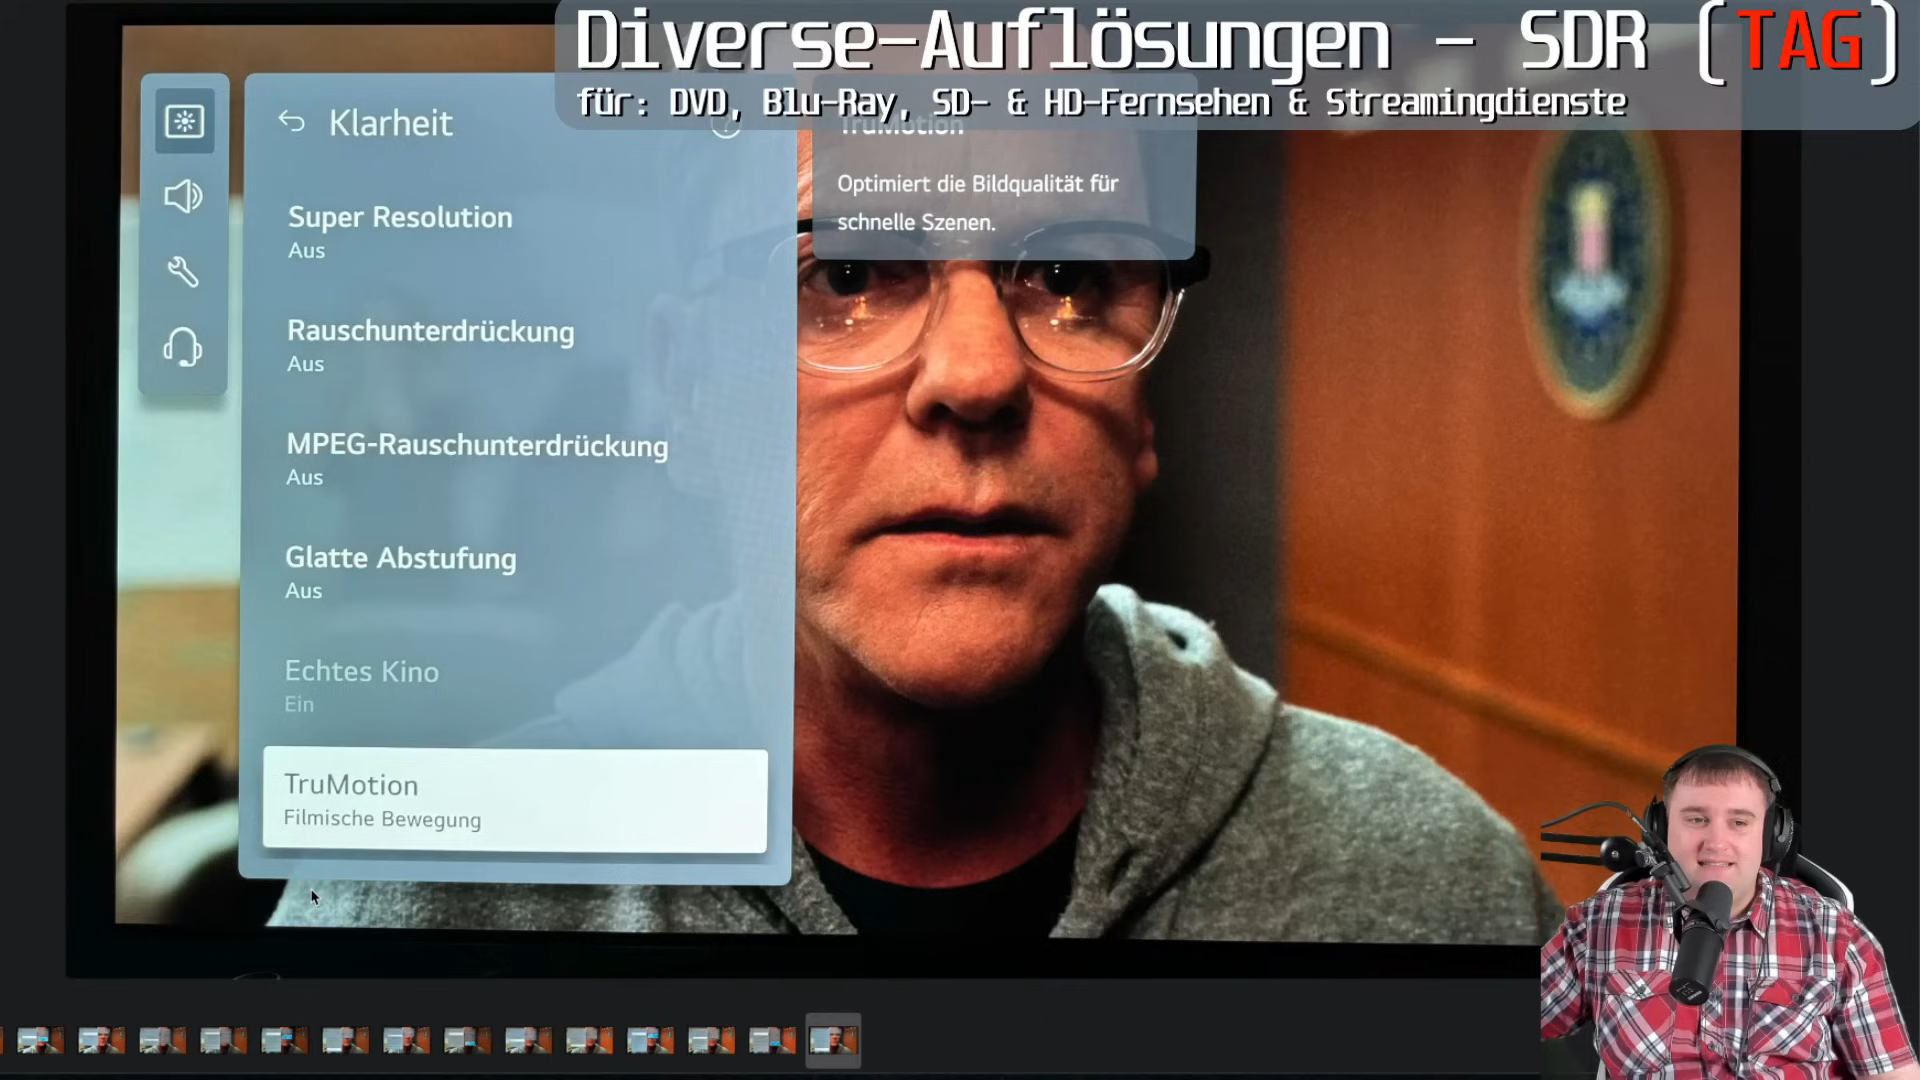 Diverse-Auflösungen - SDR (TAG)
für: DVD, Blu-Ray, SD- & HD-Fernsehen & Streamingdienste
Klarheit
TruMotion
Optimiert die Bildqualität für
schnelle Szenen.
Super Resolution
Aus
Rauschunterdrückung
Aus
MPEG-Rauschunterdrückung
Aus
Glatte Abstufung
Aus
Echtes Kino
Ein
TruMotion
Filmische Bewegung